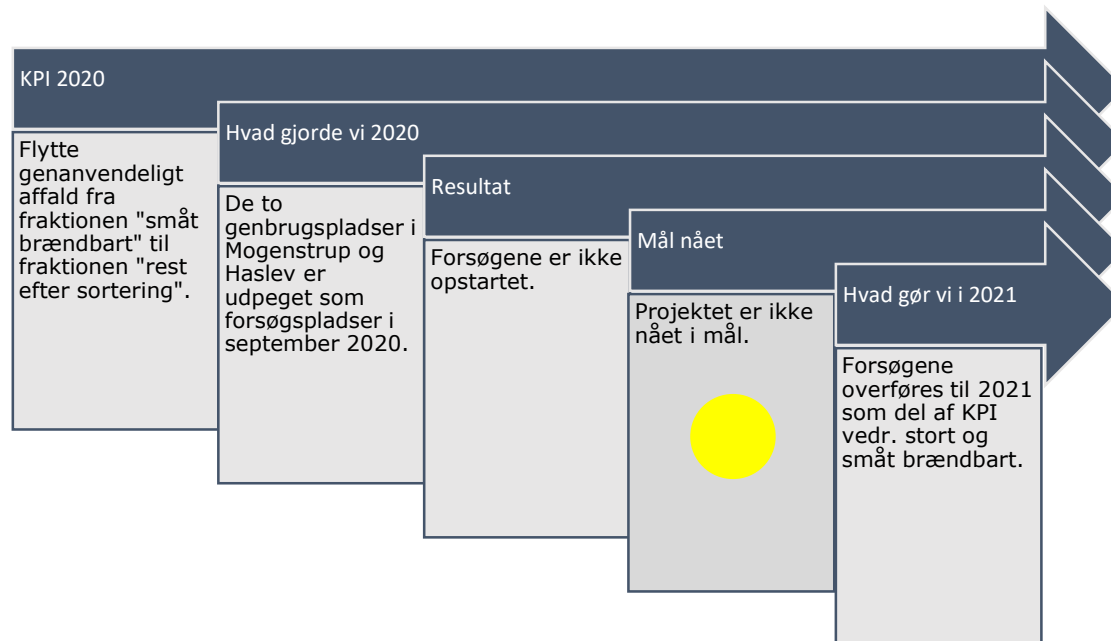 KPI 2020
Flytte
genanvendeligt
affald fra
fraktionen "småt
brændbart" til
fraktionen "rest
efter sortering".
Hvad gjorde vi 2020
De to
genbrugspladser i
Mogenstrup og
Haslev er
udpeget som
forsøgspladser i
september 2020.
Resultat
Forsøgene er ikke
opstartet.
Mål nået
Projektet er ikke
nået i mål.
Hvad gør vi i 2021
Forsøgene
overføres til 2021
som del af KPI
vedr. stort og
småt brændbart.